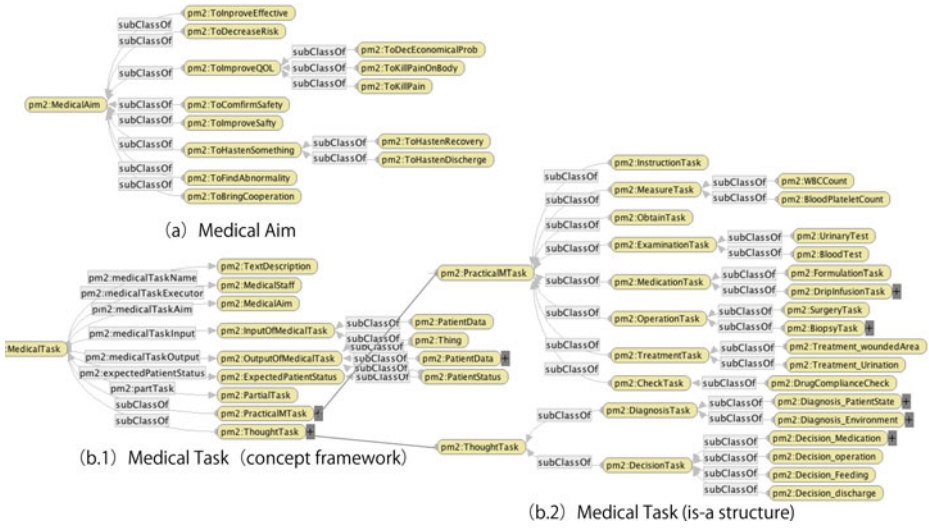 subClassOf
pm2:ToInproveEffective
subClassOf
pm2:ToDecreaseRisk
subClassOf
pm2:ToImproveQOL
subClassOf
pm2:ToDecEconomicalProb
subClassOf
pm2:ToKillPainOnBody
subClassOf
pm2:ToKillPain
pm2:MedicalAim
subClassOf
pm2:ToComfirmSafety
subClassOf
pm2:ToImproveSafty
subClassOf
pm2:ToHastenSomething
subClassOf
pm2:ToHastenRecovery
subClassOf
pm2:ToHastenDischarge
subClassOf
pm2:ToFindAbnormality
subClassOf
pm2:ToBringCooperation
(a) Medical Aim
MedicalTask
pm2:medicalTaskName
pm2:TextDescription
pm2:medicalTaskExecutor
pm2:MedicalStaff
pm2:medicalTaskAim
pm2:MedicalAim
pm2:medicalTaskInput
pm2:InputOfMedicalTask
subClassOf
pm2:PatientData
subClassOf
pm2:Thing
pm2:medicalTaskOutput
pm2:OutputOfMedicalTask
subClassOf
subClassOf
pm2:PatientData
subClassOf
pm2:PatientStatus
pm2:expectedPatientStatus
pm2:ExpectedPatientStatus
pm2:partTask
pm2:PartialTask
subClassOf
pm2:PracticalMTask
subClassOf
pm2:ThoughtTask
(b.1) Medical Task (concept framework)
pm2:PracticalMTask
subClassOf
pm2:InstructionTask
subClassOf
pm2:MeasureTask
subClassOf
pm2:WBCCount
subClassOf
pm2:BloodPlateletCount
subClassOf
pm2:ObtainTask
subClassOf
pm2:ExaminationTask
subClassOf
pm2:UrinaryTest
subClassOf
pm2:BloodTest
subClassOf
pm2:MedicationTask
subClassOf
pm2:FormulationTask
subClassOf
pm2:DripInfusionTask
subClassOf
pm2:OperationTask
subClassOf
pm2:SurgeryTask
subClassOf
pm2:BiopsyTask
subClassOf
pm2:TreatmentTask
subClassOf
pm2:Treatment_woundedArea
subClassOf
pm2:Treatment_Urination
subClassOf
pm2:CheckTask
subClassOf
pm2:DrugComplianceCheck
pm2:ThoughtTask
subClassOf
pm2:DiagnosisTask
subClassOf
pm2:Diagnosis_PatientState
subClassOf
pm2:Diagnosis_Environment
subClassOf
pm2:DecisionTask
subClassOf
pm2:Decision_Medication
subClassOf
pm2:Decision_operation
subClassOf
pm2:Decision_Feeding
subClassOf
pm2:Decision_discharge
(b.2) Medical Task (is-a structure)